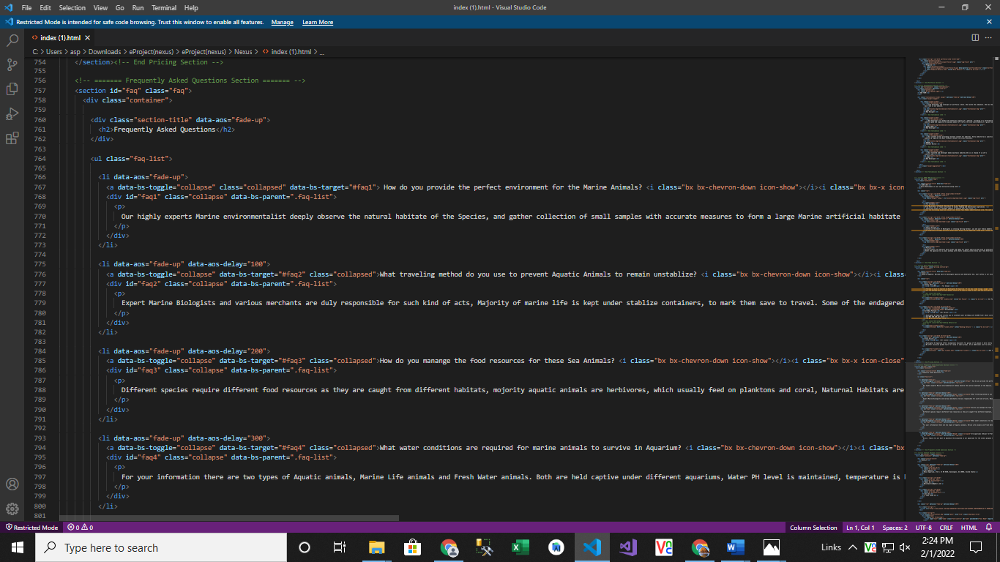 File Edit Selection View Go Run Terminal Help
index (1).html - Visual Studio Code
Restricted Mode is intended for safe code browsing. Trust this window to enable all features. Manage Learn More
index (1).html
C: > Users > asp > Downloads > eProject(nexus) > eProject(nexus) > Nexus > index (1).html > ...
754 </section><!-- End Pricing Section -->
755
756 <!-- ======= Frequently Asked Questions Section ======= -->
757 <section id="faq" class="faq">
758 <div class="container">
759
760 <div class="section-title" data-aos="fade-up">
761 <h2>Frequently Asked Questions</h2>
762 </div>
763
764 <ul class="faq-list">
765
766 <li data-aos="fade-up">
767 <a data-bs-toggle="collapse" class="collapsed" data-bs-target="#faq1"> How do you provide the perfect environment for the Marine Animals? <i class="bx bx-chevron-down icon-show"></i><i class="bx bx-x icon
768 <div id="faq1" class="collapse" data-bs-parent=".faq-list">
769 <p>
770 Our highly experts Marine environmentalist deeply observe the natural habitate of the Species, and gather collection of small samples with accurate measures to form a large Marine artificial habitate
771 </p>
772 </div>
773 </li>
774
775 <li data-aos="fade-up" data-aos-delay="100">
776 <a data-bs-toggle="collapse" data-bs-target="#faq2" class="collapsed">What traveling method do you use to prevent Aquatic Animals to remain unstablize? <i class="bx bx-chevron-down icon-show"></i><i class=
777 <div id="faq2" class="collapse" data-bs-parent=".faq-list">
778 <p>
779 Expert Marine Biologists and various merchants are duly responsible for such kind of acts, Majority of marine life is kept under stablize containers, to mark them save to travel. Some of the endagered
780 </p>
781 </div>
782 </li>
783
784 <li data-aos="fade-up" data-aos-delay="200">
785 <a data-bs-toggle="collapse" data-bs-target="#faq3" class="collapsed">How do you manange the food resources for these Sea Animals? <i class="bx bx-chevron-down icon-show"></i><i class="bx bx-x icon-close"
786 <div id="faq3" class="collapse" data-bs-parent=".faq-list">
787 <p>
788 Different species require different food resources as they are caught from different habitats, mojority aquatic animals are herbivores, which usually feed on planktons and coral, Naturnal Habitats are
789 </p>
790 </div>
791 </li>
792
793 <li data-aos="fade-up" data-aos-delay="300">
794 <a data-bs-toggle="collapse" data-bs-target="#faq4" class="collapsed">What water conditions are required for marine animals to survive in Aquarium? <i class="bx bx-chevron-down icon-show"></i><i class="bx
795 <div id="faq4" class="collapse" data-bs-parent=".faq-list">
796 <p>
797 For your information there are two types of Aquatic animals, Marine Life animals and Fresh Water animals. Both are held captive under different aquariums, Water PH level is maintained, temperature is
798 </p>
799 </div>
800 </li>
801
Restricted Mode 0 0 Column Selection Ln 1, Col 1 Spaces: 2 UTF-8 CRLF HTML
Type here to search
Links
2:24 PM
2/1/2022